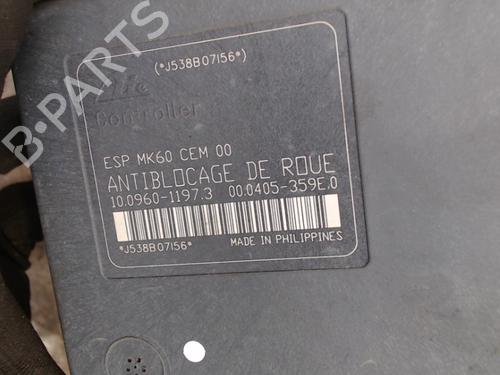 (*J538B07156*)
Ate
Controller
ESP MK60 CEM 00
ANTIBLOCAGE DE ROUE
10.0960-1197.3 00.0405-359E.0
*J538B07156*
MADE IN PHILIPPINES
B-PARTS